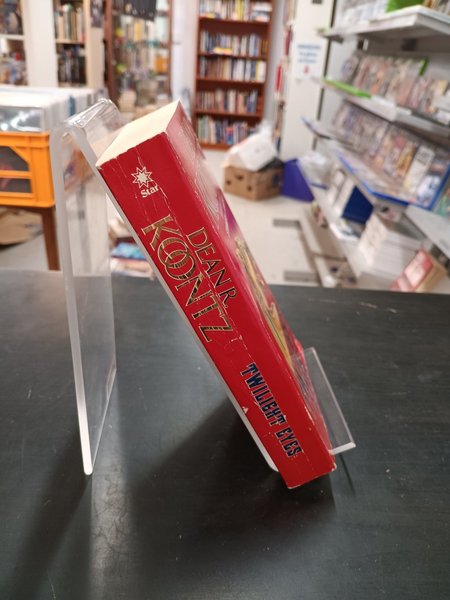 Star
DEAN R.
KOONTZ
TWILIGHT EYES